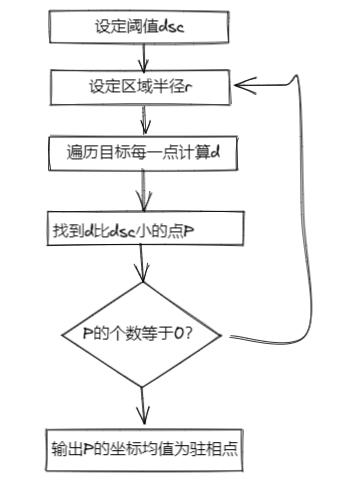 设定阈值dsc
设定区域半径r
遍历目标每一点计算d
找到d比dsc小的点P
P的个数等于0？
输出P的坐标均值为驻相点